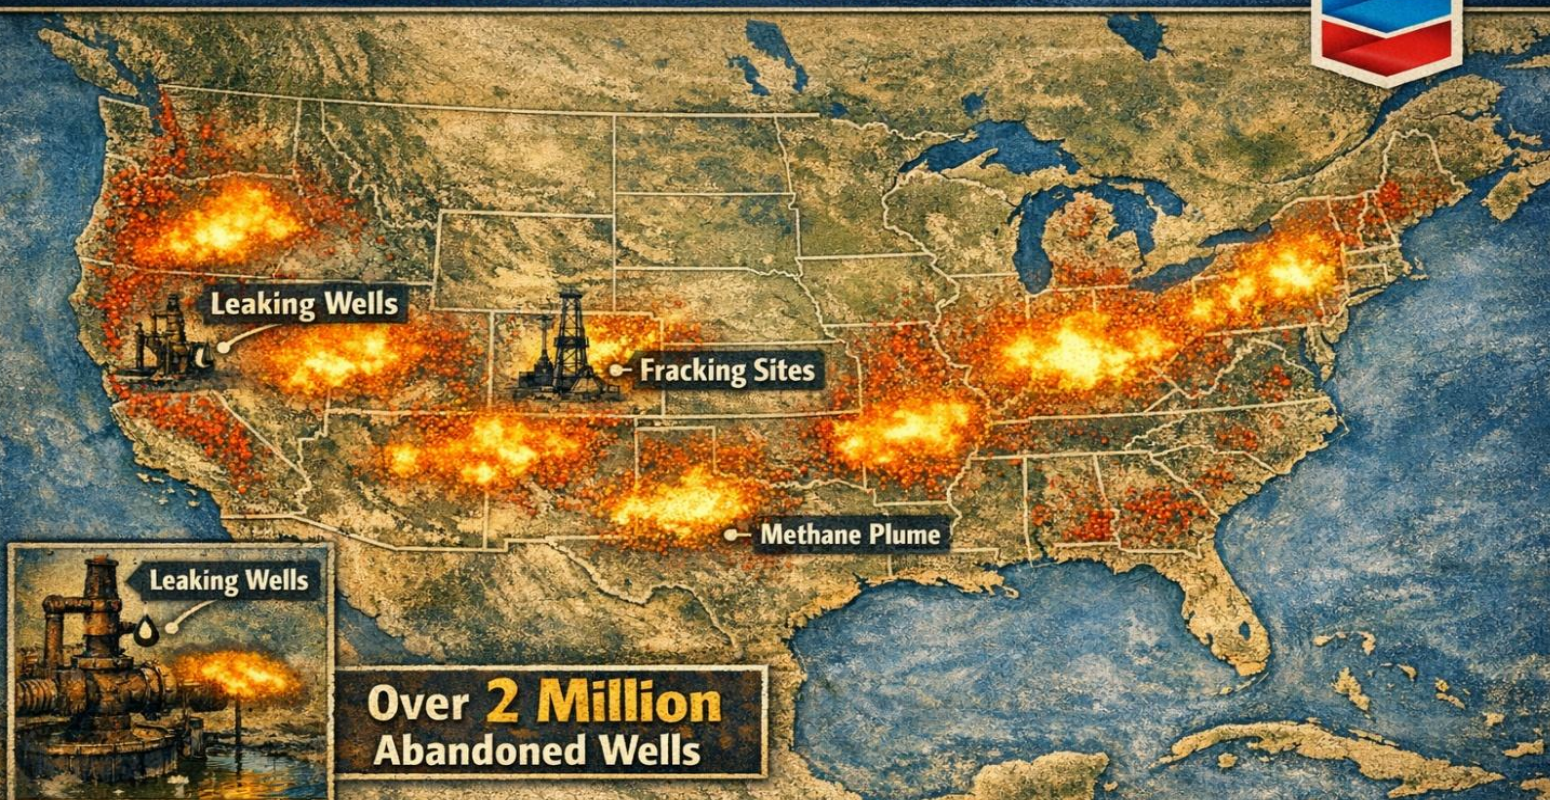 Leaking Wells
Fracking Sites
Methane Plume
Leaking Wells
Over 2 Million
Abandoned Wells